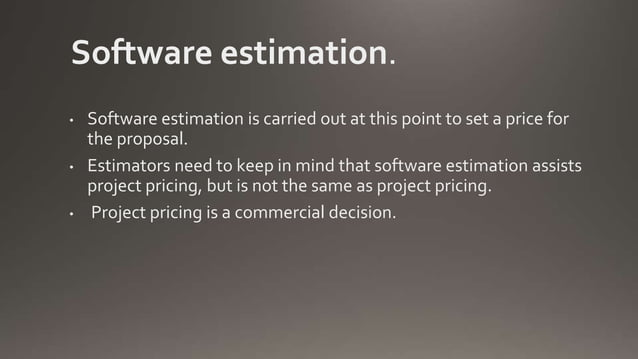 Software estimation.
• Software estimation is carried out at this point to set a price for
the proposal.
• Estimators need to keep in mind that software estimation assists
project pricing, but is not the same as project pricing.
• Project pricing is a commercial decision.